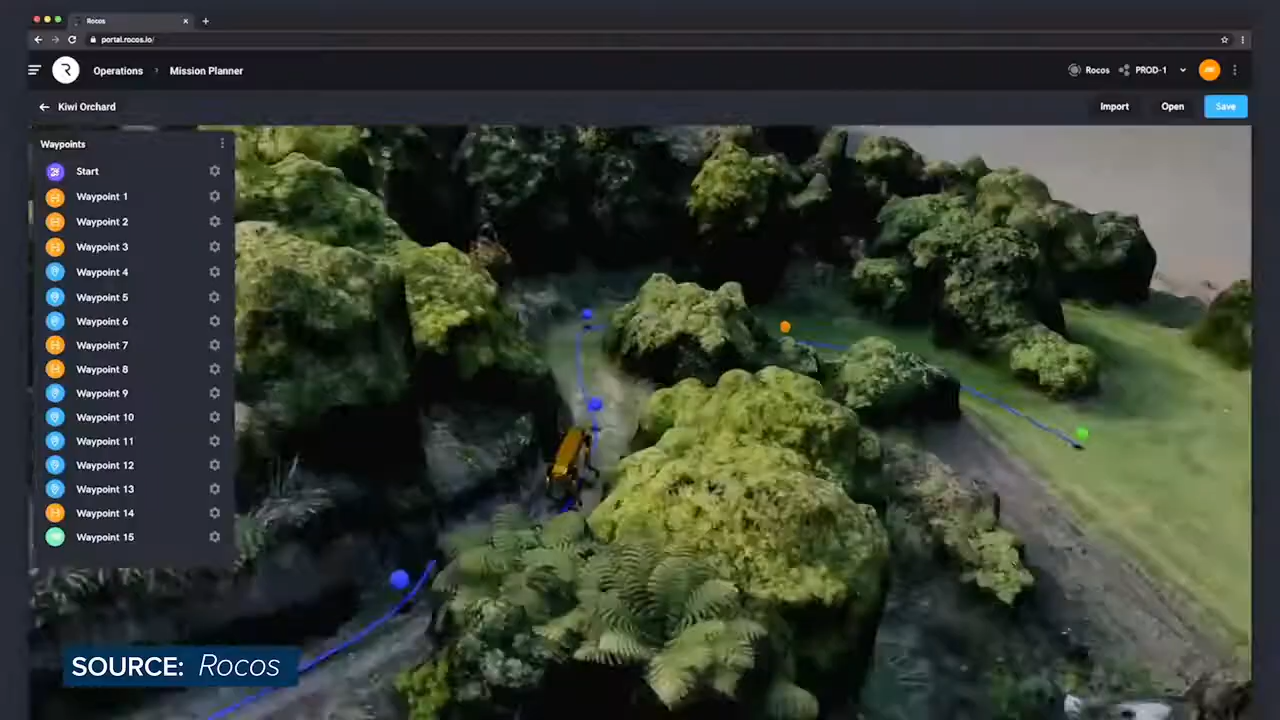 Rocos
portal.rocos.io/
Operations > Mission Planner
Rocos PROD-1
Kiwi Orchard
Import Open Save
Waypoints
Start
Waypoint 1
Waypoint 2
Waypoint 3
Waypoint 4
Waypoint 5
Waypoint 6
Waypoint 7
Waypoint 8
Waypoint 9
Waypoint 10
Waypoint 11
Waypoint 12
Waypoint 13
Waypoint 14
Waypoint 15
SOURCE: Rocos